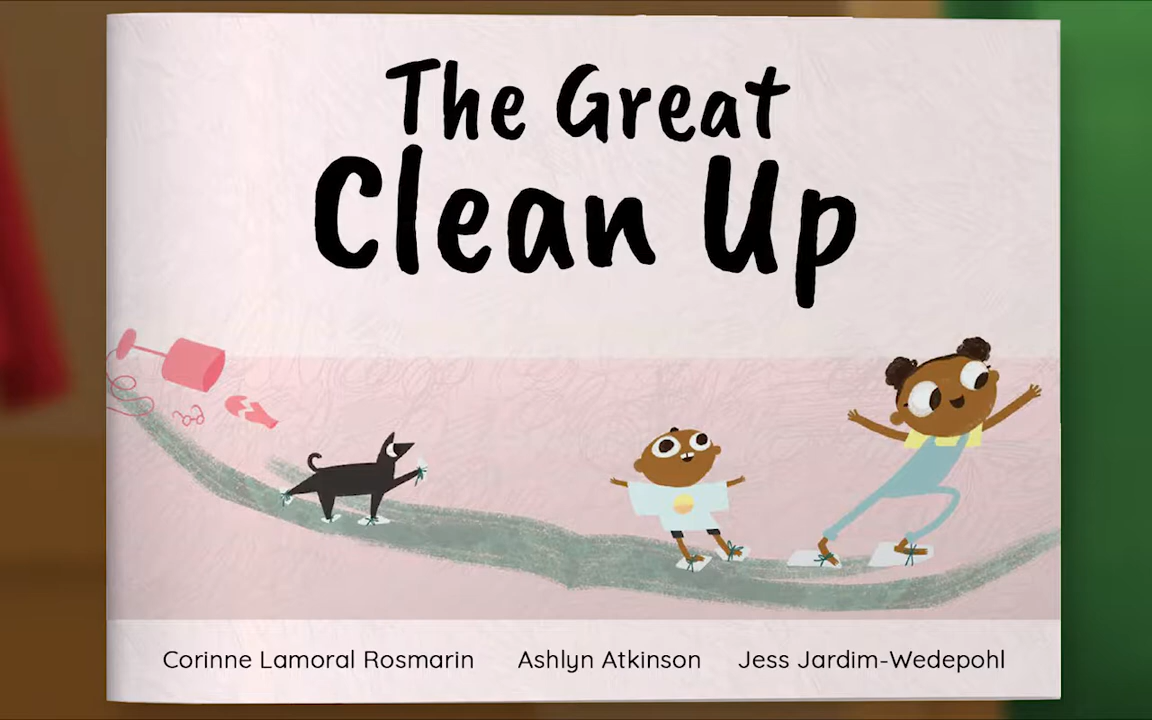 The Great
Clean Up
Corinne Lamoral Rosmarin Ashlyn Atkinson Jess Jardim-Wedepohl